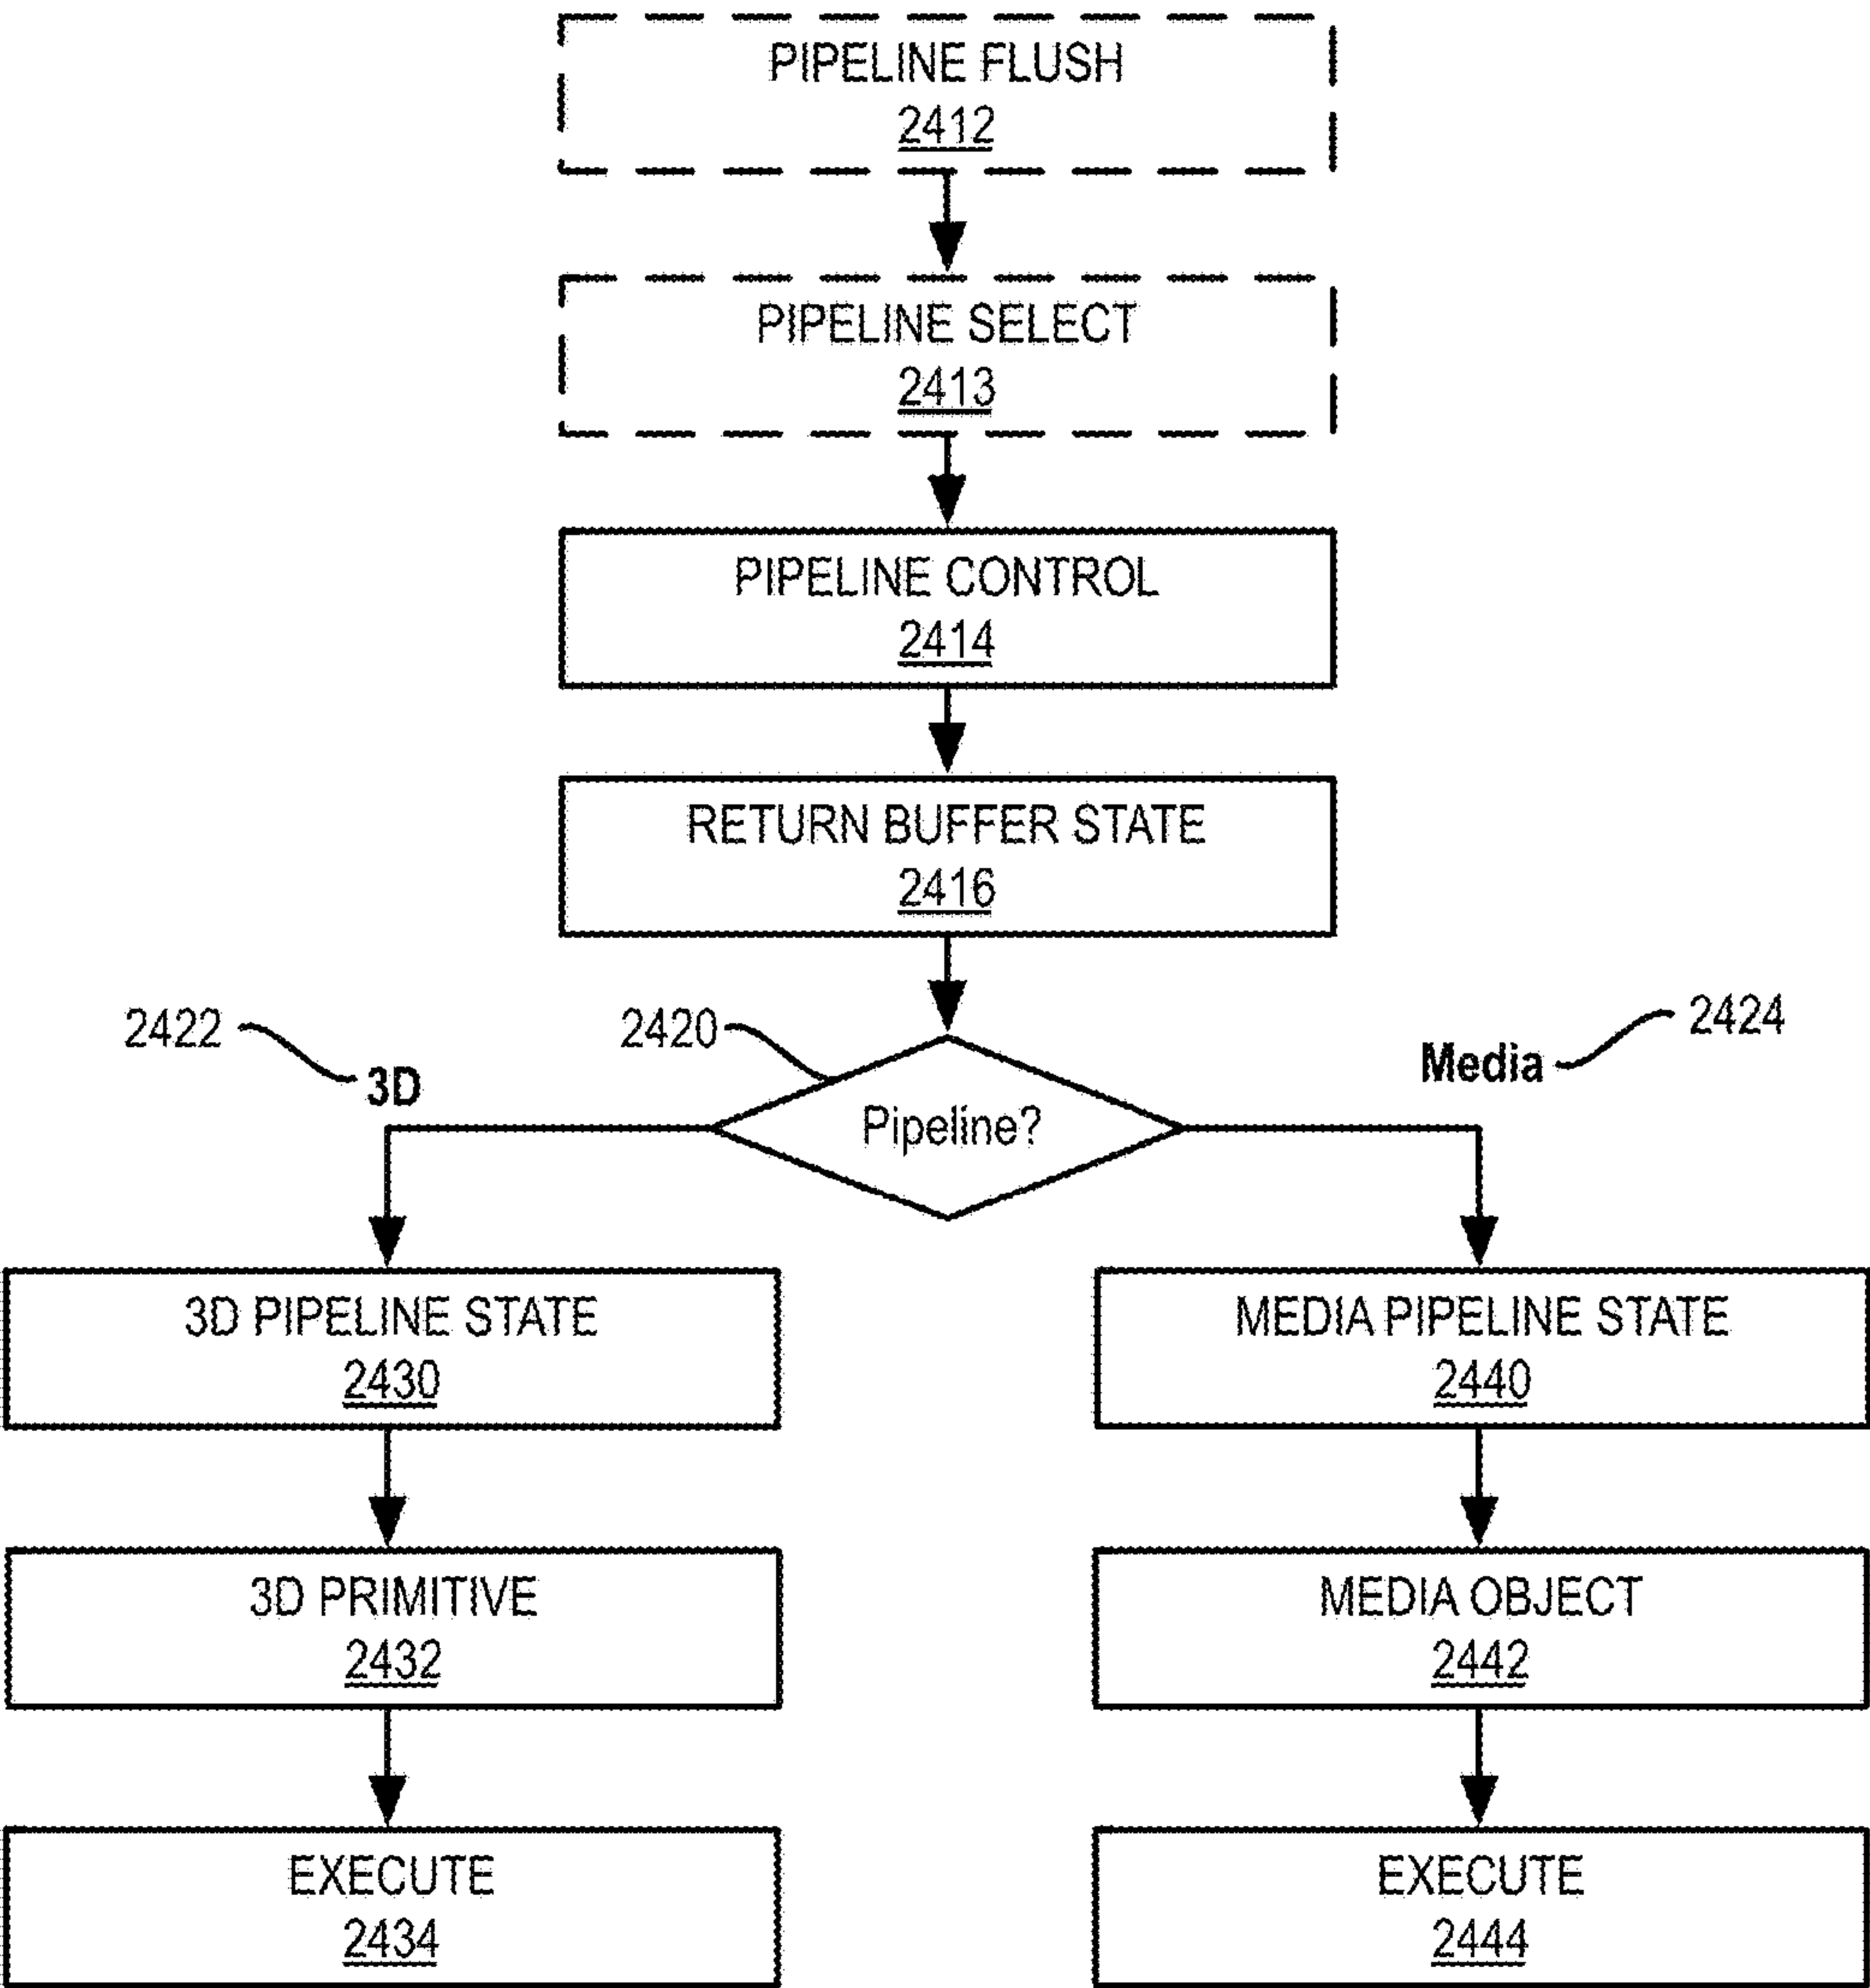 PIPELINE FLUSH
2412
PIPELINE SELECT
2413
PIPELINE CONTROL
2414
RETURN BUFFER STATE
2416
2422
3D
2420
Pipeline?
Media
2424
3D PIPELINE STATE
2430
MEDIA PIPELINE STATE
2440
3D PRIMITIVE
2432
MEDIA OBJECT
2442
EXECUTE
2434
EXECUTE
2444